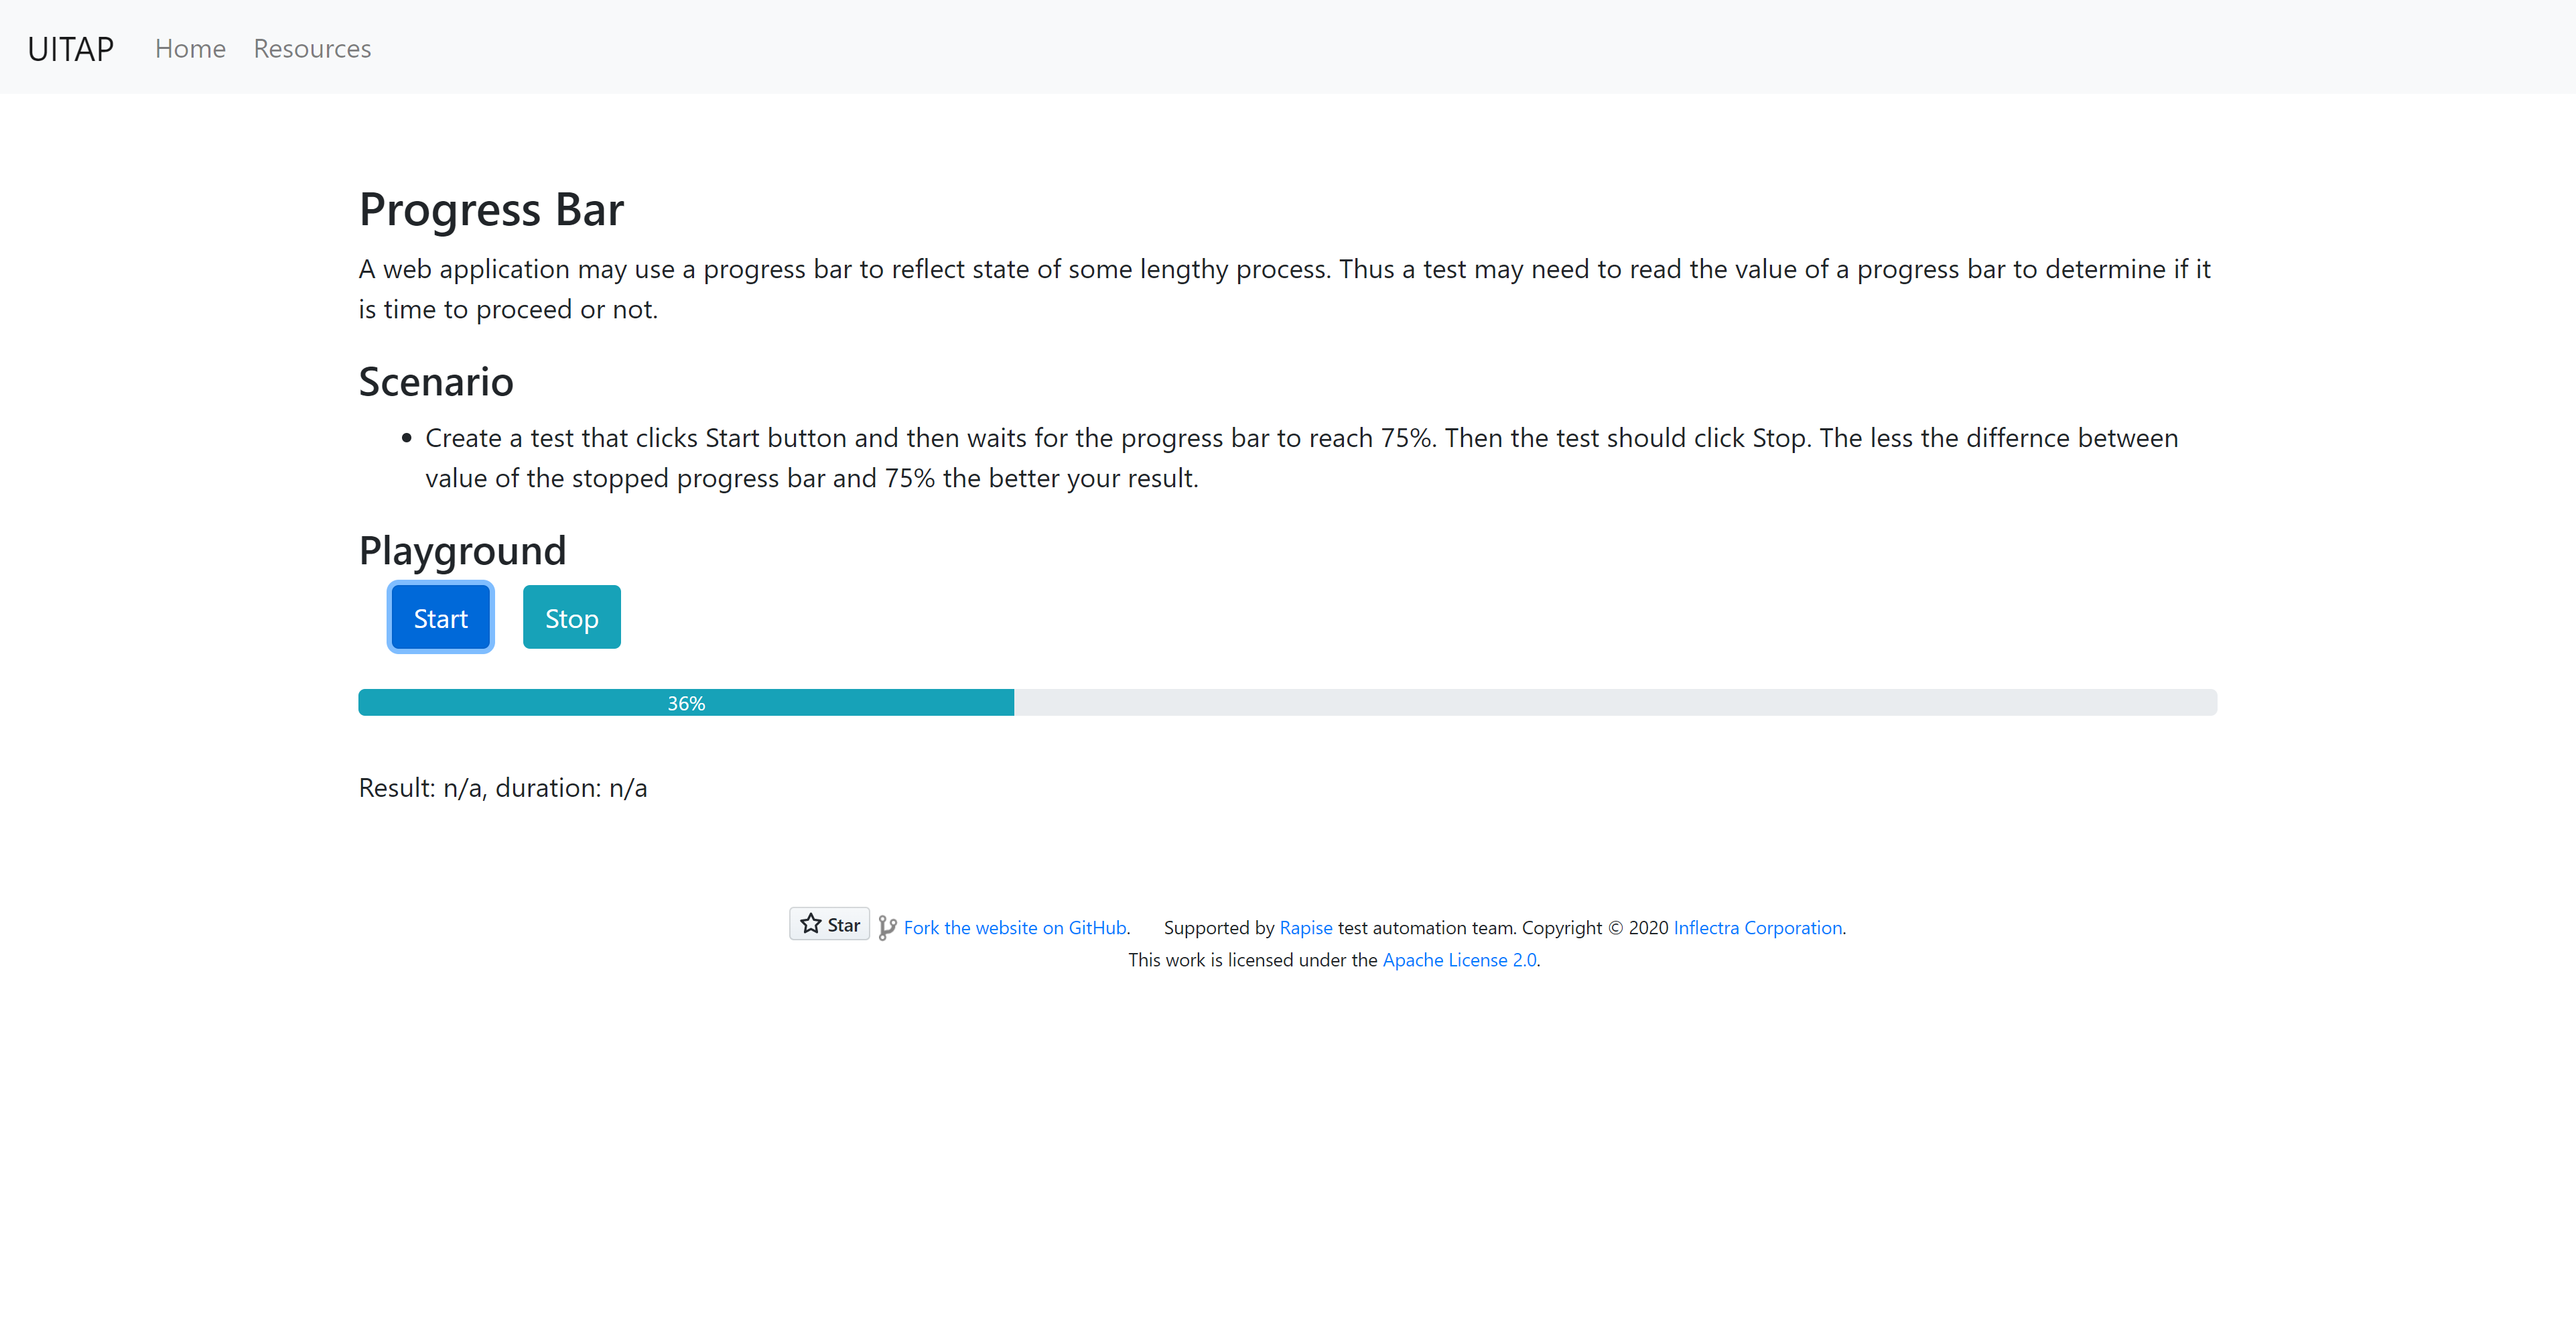 UITAP Home Resources
Progress Bar
A web application may use a progress bar to reflect state of some lengthy process. Thus a test may need to read the value of a progress bar to determine if it
is time to proceed or not.
Scenario
• Create a test that clicks Start button and then waits for the progress bar to reach 75%. Then the test should click Stop. The less the differnce between
value of the stopped progress bar and 75% the better your result.
Playground
Start Stop
36%
Result: n/a, duration: n/a
Star Fork the website on GitHub. Supported by Rapise test automation team. Copyright © 2020 Inflectra Corporation.
This work is licensed under the Apache License 2.0.